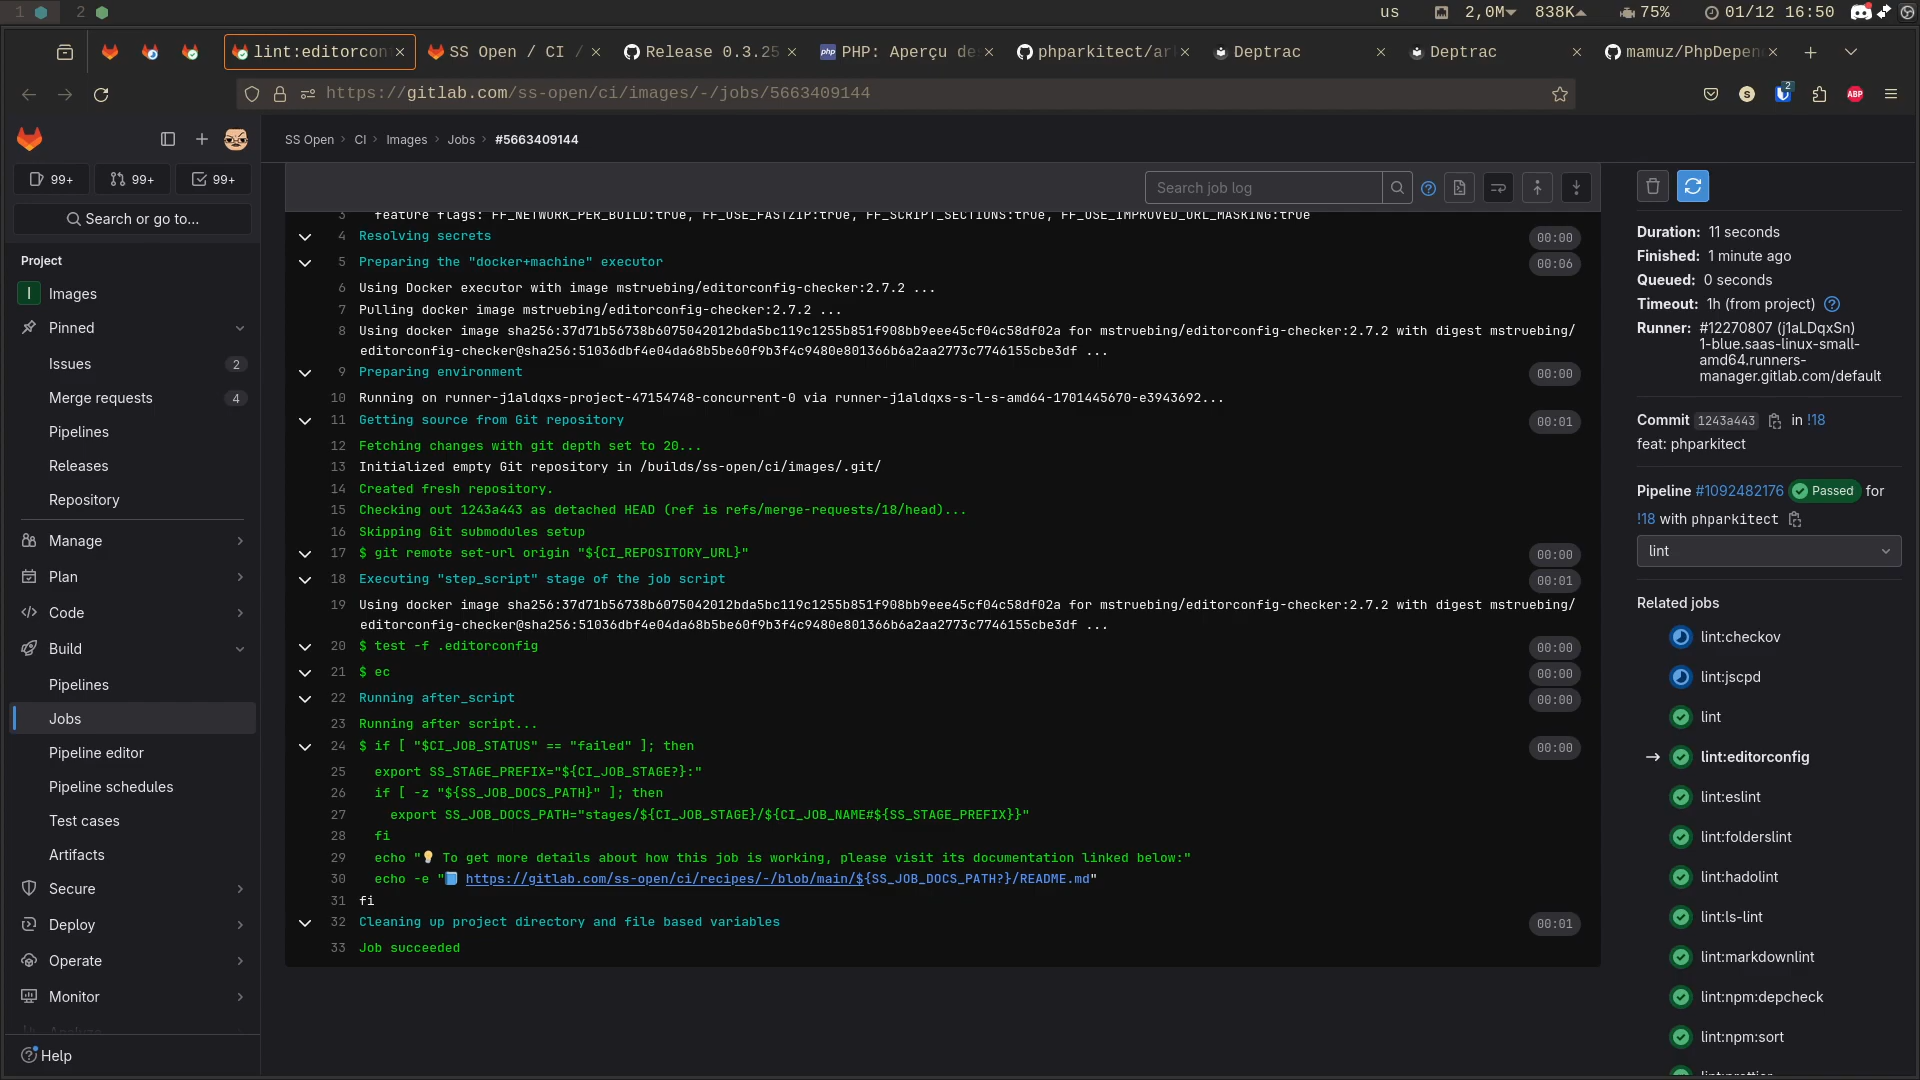 1 2 us 2,0M 838K 75% 01/12 16:50
lint:editorcon SS Open / CI / Release 0.3.25 PHP: Aperçu de phparkitect/ar Deptrac Deptrac mamuz/PhpDepen
https://gitlab.com/ss-open/ci/images/-/jobs/5663409144
2
S
ABP
SS Open › CI › Images › Jobs › #5663409144
99+ 99+ 99+
Search or go to...
Project
I Images
Pinned
Issues 2
Merge requests 4
Pipelines
Releases
Repository
Manage
Plan
Code
Build
Pipelines
Jobs
Pipeline editor
Pipeline schedules
Test cases
Artifacts
Secure
Deploy
Operate
Monitor
Analyze
Help
Search job log
3 feature flags: FF_NETWORK_PER_BUILD:true, FF_USE_FASTZIP:true, FF_SCRIPT_SECTIONS:true, FF_USE_IMPROVED_URL_MASKING:true
4 Resolving secrets 00:00
5 Preparing the "docker+machine" executor 00:06
6 Using Docker executor with image mstruebing/editorconfig-checker:2.7.2 ...
7 Pulling docker image mstruebing/editorconfig-checker:2.7.2 ...
8 Using docker image sha256:37d71b56738b6075042012bda5bc119c1255b851f908bb9eee45cf04c58df02a for mstruebing/editorconfig-checker:2.7.2 with digest mstruebing/
editorconfig-checker@sha256:51036dbf4e04da68b5be60f9b3f4c9480e801366b6a2aa2773c7746155cbe3df ...
9 Preparing environment 00:00
10 Running on runner-j1aldqxs-project-47154748-concurrent-0 via runner-j1aldqxs-s-l-s-amd64-1701445670-e3943692...
11 Getting source from Git repository 00:01
12 Fetching changes with git depth set to 20...
13 Initialized empty Git repository in /builds/ss-open/ci/images/.git/
14 Created fresh repository.
15 Checking out 1243a443 as detached HEAD (ref is refs/merge-requests/18/head)...
16 Skipping Git submodules setup
17 $ git remote set-url origin "${CI_REPOSITORY_URL}" 00:00
18 Executing "step_script" stage of the job script 00:01
19 Using docker image sha256:37d71b56738b6075042012bda5bc119c1255b851f908bb9eee45cf04c58df02a for mstruebing/editorconfig-checker:2.7.2 with digest mstruebing/
editorconfig-checker@sha256:51036dbf4e04da68b5be60f9b3f4c9480e801366b6a2aa2773c7746155cbe3df ...
20 $ test -f .editorconfig 00:00
21 $ ec 00:00
22 Running after_script 00:00
23 Running after script...
24 $ if [ "$CI_JOB_STATUS" == "failed" ]; then 00:00
25 export SS_STAGE_PREFIX="${CI_JOB_STAGE?}:"
26 if [ -z "${SS_JOB_DOCS_PATH}" ]; then
27 export SS_JOB_DOCS_PATH="stages/${CI_JOB_STAGE}/${CI_JOB_NAME#${SS_STAGE_PREFIX}}"
28 fi
29 echo "💡 To get more details about how this job is working, please visit its documentation linked below:"
30 echo -e "📘 https://gitlab.com/ss-open/ci/recipes/-/blob/main/${SS_JOB_DOCS_PATH?}/README.md"
31 fi
32 Cleaning up project directory and file based variables 00:01
33 Job succeeded
Duration: 11 seconds
Finished: 1 minute ago
Queued: 0 seconds
Timeout: 1h (from project)
Runner: #12270807 (j1aLDqxSn)
1-blue.saas-linux-small-
amd64.runners-
manager.gitlab.com/default
Commit 1243a443 in !18
feat: phparkitect
Pipeline #1092482176 Passed for
!18 with phparkitect
lint
Related jobs
lint:checkov
lint:jscpd
lint
→ lint:editorconfig
lint:eslint
lint:folderslint
lint:hadolint
lint:ls-lint
lint:markdownlint
lint:npm:depcheck
lint:npm:sort